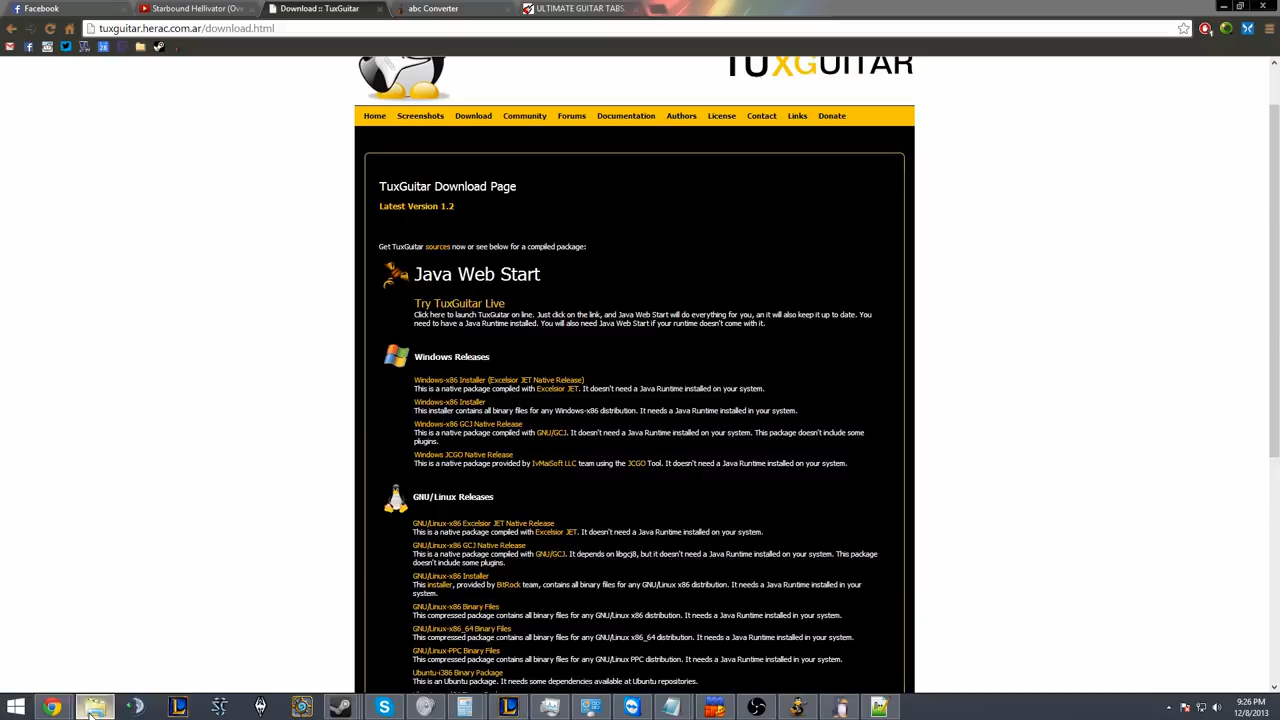 Facebook
Starbound Hellivator (Ov
Download :: TuxGuitar
abc Converter
ULTIMATE GUITAR TABS
tuxguitar.herac.com.ar/download.html
TUXGUITAR
Home Screenshots Download Community Forums Documentation Authors License Contact Links Donate
TuxGuitar Download Page
Latest Version 1.2
Get TuxGuitar sources now or see below for a compiled package:
Java Web Start
Try TuxGuitar Live
Click here to launch TuxGuitar on line. Just click on the link, and Java Web Start will do everything for you, an it will also keep it up to date. You
need to have a Java Runtime installed. You will also need Java Web Start if your runtime doesn't come with it.
Windows Releases
Windows-x86 Installer (Excelsior JET Native Release)
This is a native package compiled with Excelsior JET. It doesn't need a Java Runtime installed on your system.
Windows-x86 Installer
This installer contains all binary files for any Windows-x86 distribution. It needs a Java Runtime installed in your system.
Windows-x86 GCJ Native Release
This is a native package compiled with GNU/GCJ. It doesn't need a Java Runtime installed on your system. This package doesn't include some
plugins.
Windows JCGO Native Release
This is a native package provided by IvMaiSoft LLC team using the JCGO Tool. It doesn't need a Java Runtime installed on your system.
GNU/Linux Releases
GNU/Linux-x86 Excelsior JET Native Release
This is a native package compiled with Excelsior JET. It doesn't need a Java Runtime installed on your system.
GNU/Linux-x86 GCJ Native Release
This is a native package compiled with GNU/GCJ. It depends on libgcj8, but it doesn't need a Java Runtime installed on your system. This package
doesn't include some plugins.
GNU/Linux-x86 Installer
This installer, provided by BitRock team, contains all binary files for any GNU/Linux x86 distribution. It needs a Java Runtime installed in your
system.
GNU/Linux-x86 Binary Files
This compressed package contains all binary files for any GNU/Linux x86 distribution. It needs a Java Runtime installed in your system.
GNU/Linux-x86_64 Binary Files
This compressed package contains all binary files for any GNU/Linux x86_64 distribution. It needs a Java Runtime installed in your system.
GNU/Linux-PPC Binary Files
This compressed package contains all binary files for any GNU/Linux PPC distribution. It needs a Java Runtime installed in your system.
Ubuntu-i386 Binary Package
This is an Ubuntu package. It needs some dependencies available at Ubuntu repositories.
9:26 PM
12/8/2013